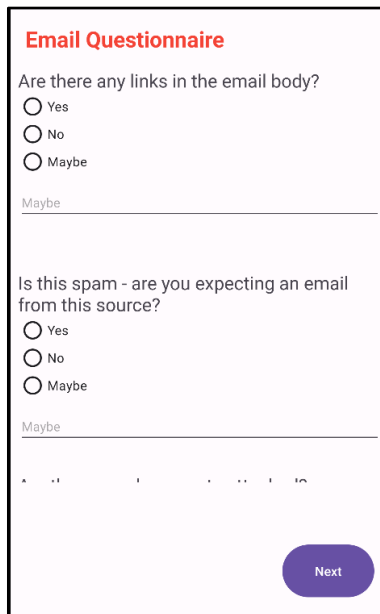 Email Questionnaire
Are there any links in the email body?
Yes
No
Maybe
Maybe
Is this spam - are you expecting an email
from this source?
Yes
No
Maybe
Maybe
Next